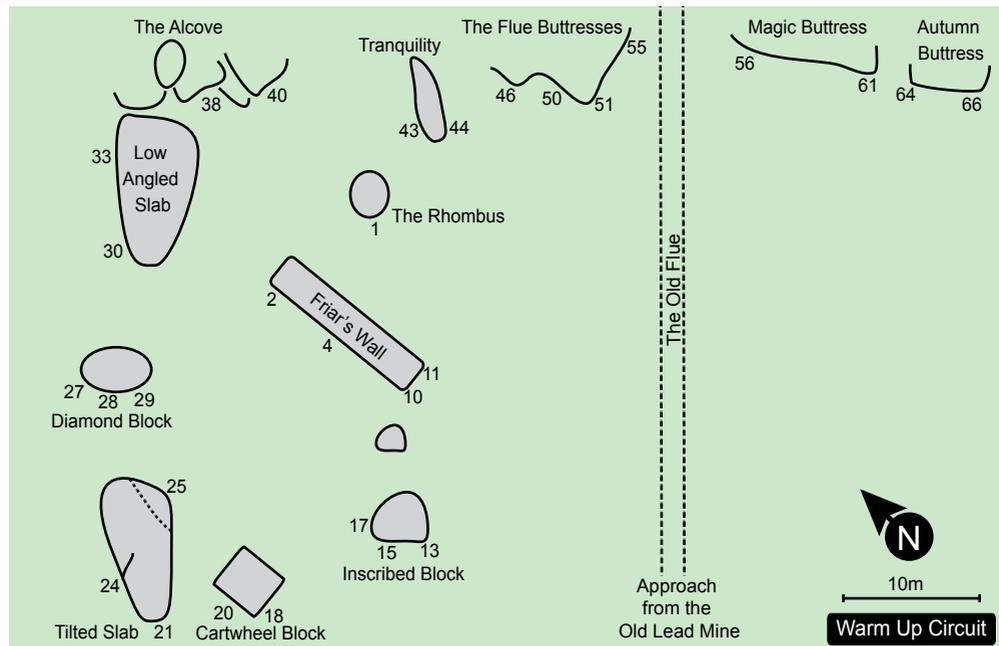 The Alcove
The Flue Buttresses
Magic Buttress
Autumn
Buttress
Tranquility
55
56
61
64
66
46
50
51
38
40
43
44
33
Low
Angled
Slab
30
The Rhombus
1
The Old Flue
2
Friar's Wall
4
11
10
27
28
29
Diamond Block
25
17
15
13
Inscribed Block
24
20
18
Tilted Slab
21
Cartwheel Block
Approach
from the
Old Lead Mine
N
10m
Warm Up Circuit